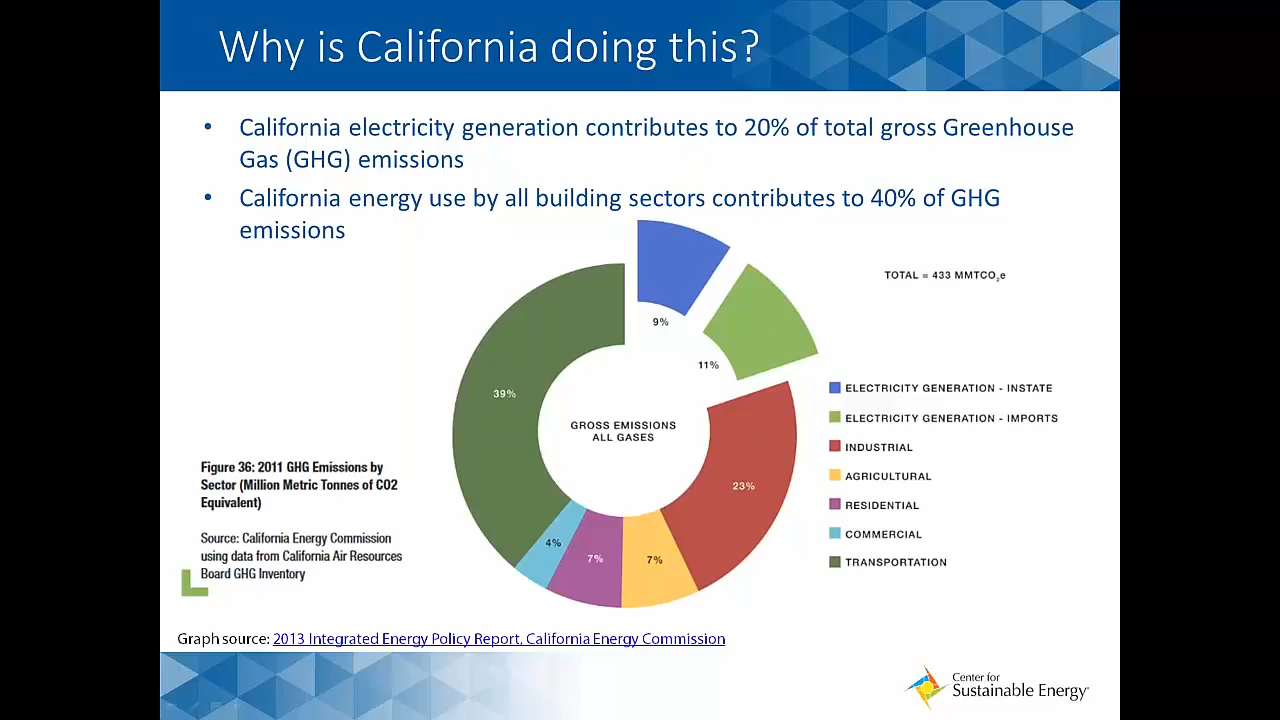 Why is California doing this?
• California electricity generation contributes to 20% of total gross Greenhouse
Gas (GHG) emissions
• California energy use by all building sectors contributes to 40% of GHG
emissions
TOTAL = 433 MMTCO₂e
9%
11%
39%
GROSS EMISSIONS
ALL GASES
23%
4%
7%
7%
ELECTRICITY GENERATION - INSTATE
ELECTRICITY GENERATION - IMPORTS
INDUSTRIAL
AGRICULTURAL
RESIDENTIAL
COMMERCIAL
TRANSPORTATION
Figure 36: 2011 GHG Emissions by
Sector (Million Metric Tonnes of CO2
Equivalent)
Source: California Energy Commission
using data from California Air Resources
Board GHG Inventory
Graph source: 2013 Integrated Energy Policy Report, California Energy Commission
Center for
Sustainable Energy